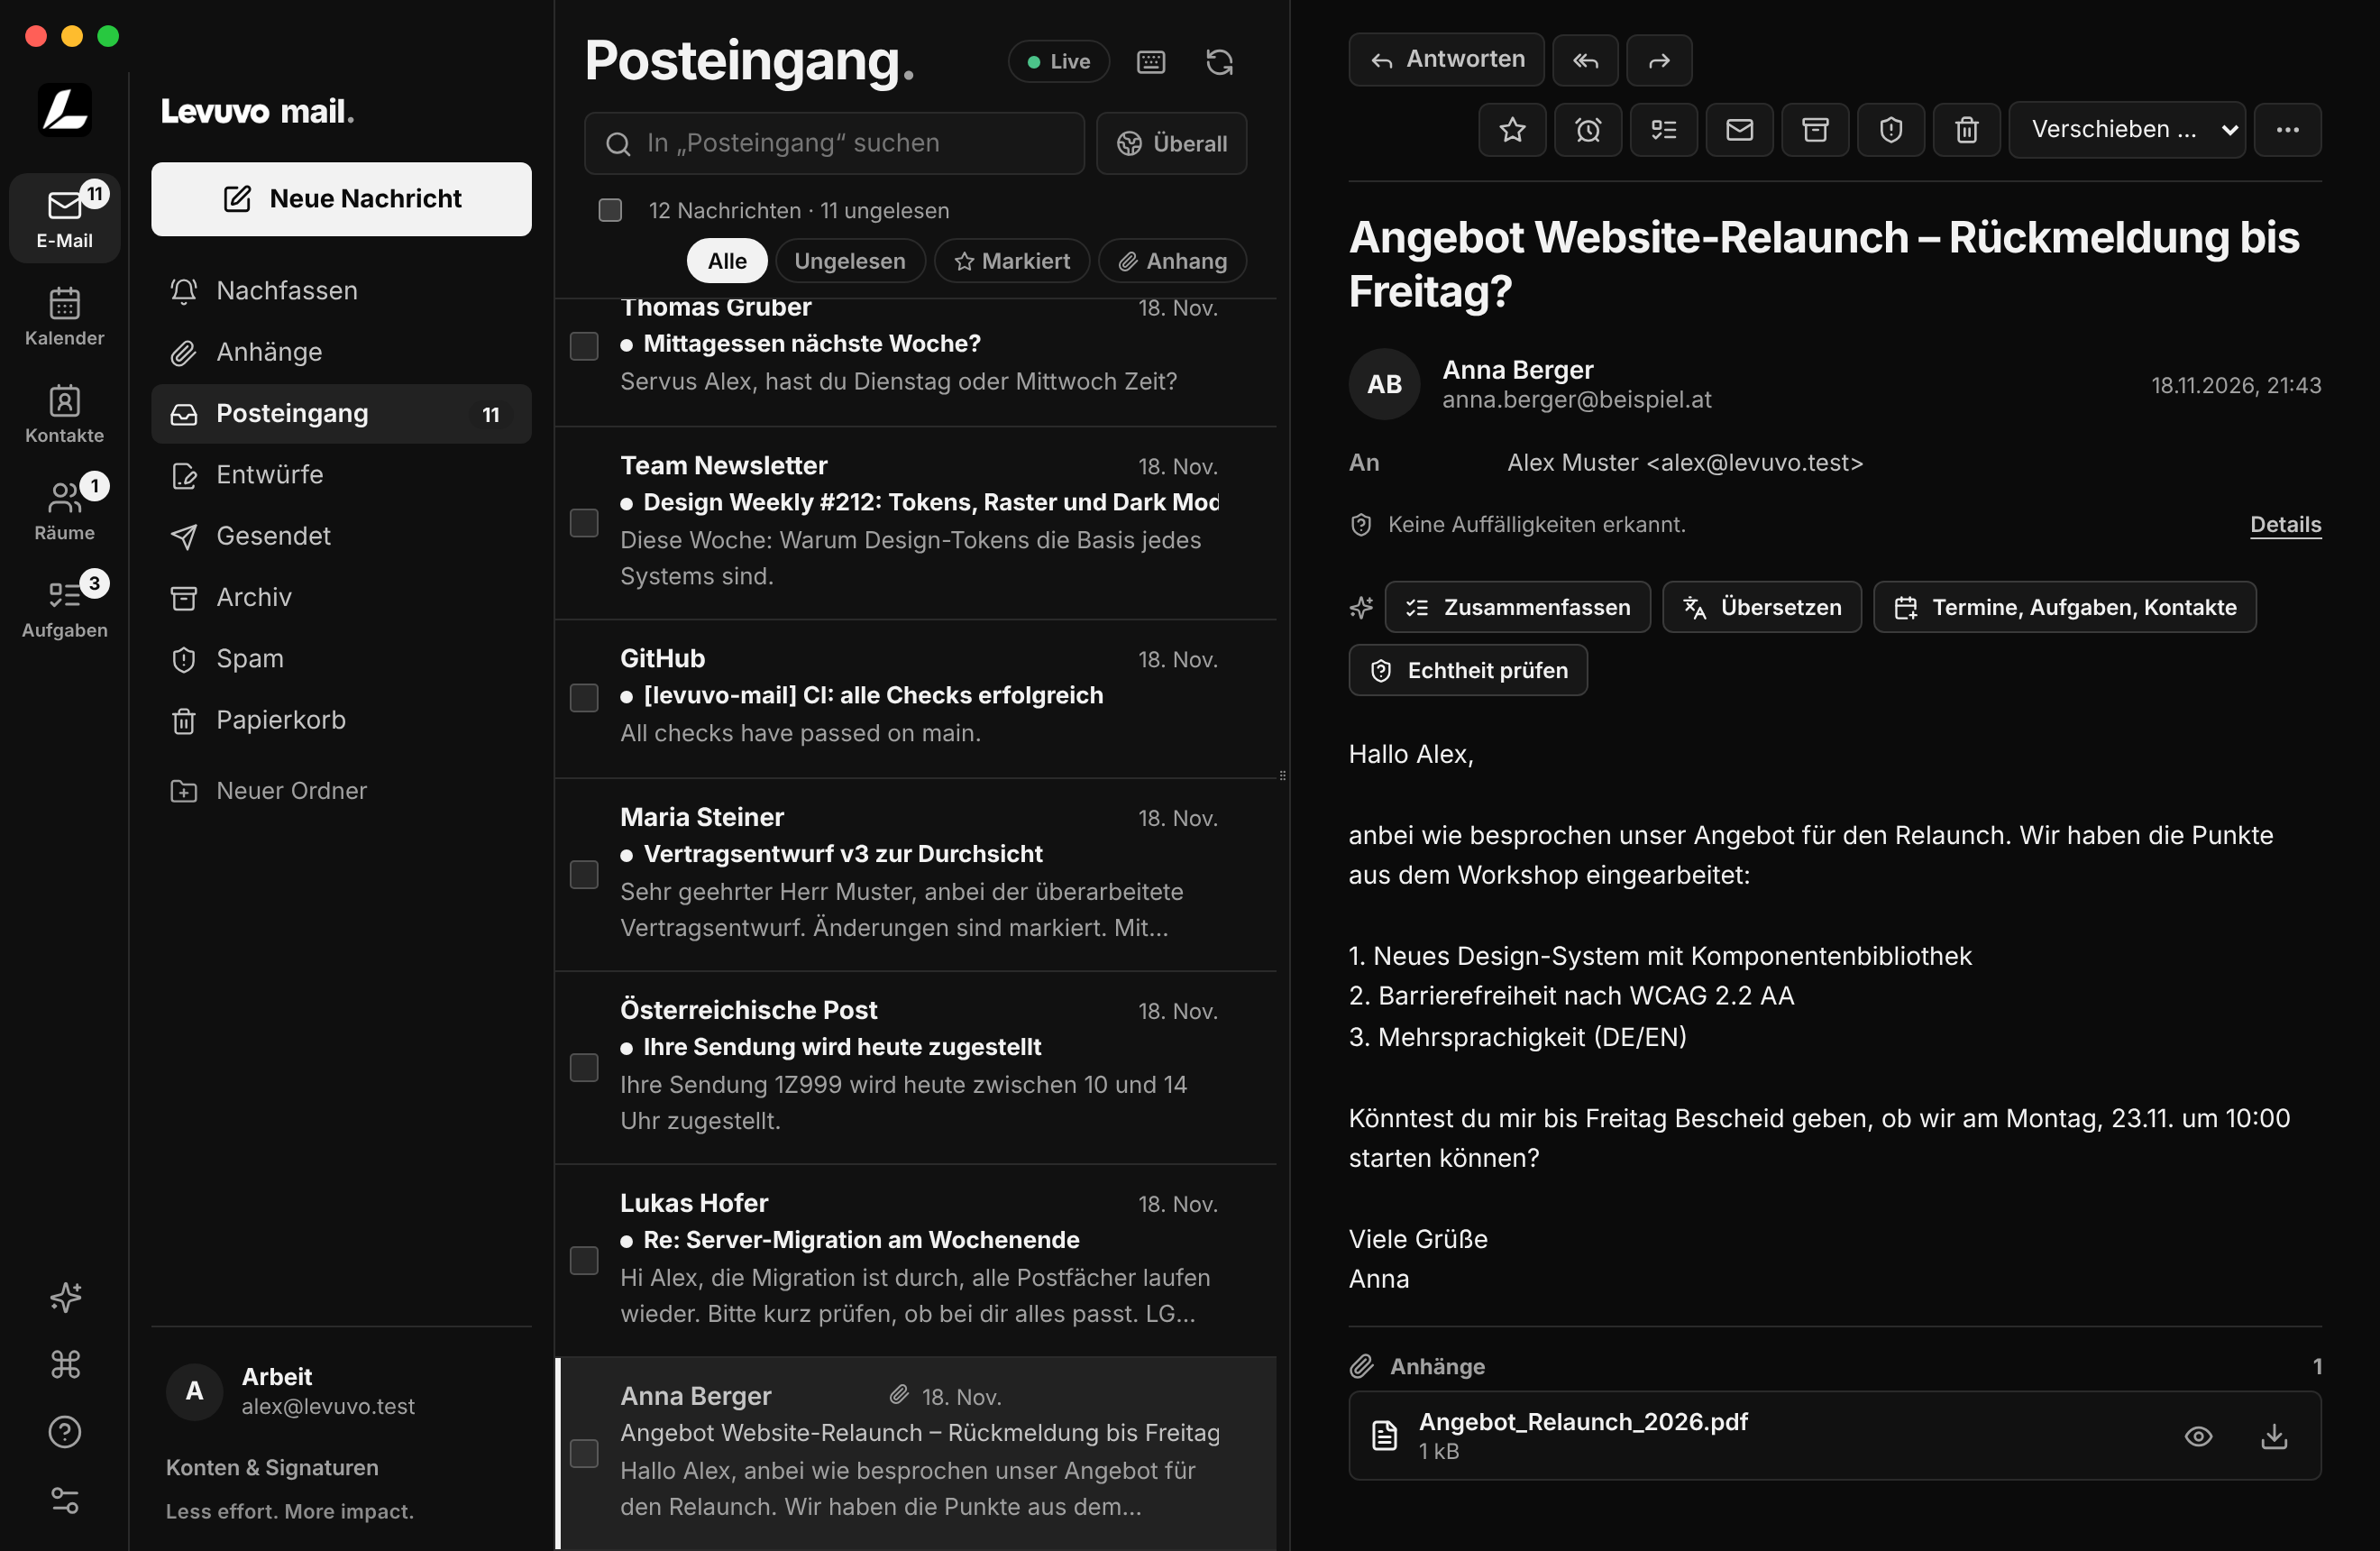 11
E-Mail
Kalender
Kontakte
1
Räume
3
Aufgaben
Levuvo mail.
Neue Nachricht
Nachfassen
Anhänge
Posteingang 11
Entwürfe
Gesendet
Archiv
Spam
Papierkorb
Neuer Ordner
A
Arbeit
alex@levuvo.test
Konten & Signaturen
Less effort. More impact.
Posteingang.
Live
In „Posteingang“ suchen
Überall
12 Nachrichten · 11 ungelesen
Alle Ungelesen Markiert Anhang
Thomas Gruber 18. Nov.
Mittagessen nächste Woche?
Servus Alex, hast du Dienstag oder Mittwoch Zeit?
Team Newsletter 18. Nov.
Design Weekly #212: Tokens, Raster und Dark Mod
Diese Woche: Warum Design-Tokens die Basis jedes
Systems sind.
GitHub 18. Nov.
[levuvo-mail] CI: alle Checks erfolgreich
All checks have passed on main.
Maria Steiner 18. Nov.
Vertragsentwurf v3 zur Durchsicht
Sehr geehrter Herr Muster, anbei der überarbeitete
Vertragsentwurf. Änderungen sind markiert. Mit...
Österreichische Post 18. Nov.
Ihre Sendung wird heute zugestellt
Ihre Sendung 1Z999 wird heute zwischen 10 und 14
Uhr zugestellt.
Lukas Hofer 18. Nov.
Re: Server-Migration am Wochenende
Hi Alex, die Migration ist durch, alle Postfächer laufen
wieder. Bitte kurz prüfen, ob bei dir alles passt. LG...
Anna Berger 18. Nov.
Angebot Website-Relaunch – Rückmeldung bis Freitag
Hallo Alex, anbei wie besprochen unser Angebot für
den Relaunch. Wir haben die Punkte aus dem...
Antworten
Verschieben ...
Angebot Website-Relaunch – Rückmeldung bis
Freitag?
AB
Anna Berger
anna.berger@beispiel.at
18.11.2026, 21:43
An Alex Muster <alex@levuvo.test>
Keine Auffälligkeiten erkannt. Details
Zusammenfassen Übersetzen Termine, Aufgaben, Kontakte
Echtheit prüfen
Hallo Alex,
anbei wie besprochen unser Angebot für den Relaunch. Wir haben die Punkte
aus dem Workshop eingearbeitet:
1. Neues Design-System mit Komponentenbibliothek
2. Barrierefreiheit nach WCAG 2.2 AA
3. Mehrsprachigkeit (DE/EN)
Könntest du mir bis Freitag Bescheid geben, ob wir am Montag, 23.11. um 10:00
starten können?
Viele Grüße
Anna
Anhänge 1
Angebot_Relaunch_2026.pdf
1 kB